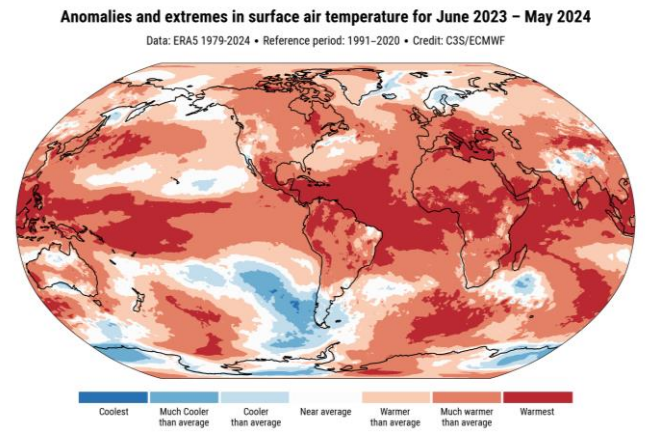 Anomalies and extremes in surface air temperature for June 2023 – May 2024
Data: ERA5 1979-2024 • Reference period: 1991–2020 • Credit: C3S/ECMWF
Coolest
Much Cooler
than average
Cooler
than average
Near average
Warmer
than average
Much warmer
than average
Warmest